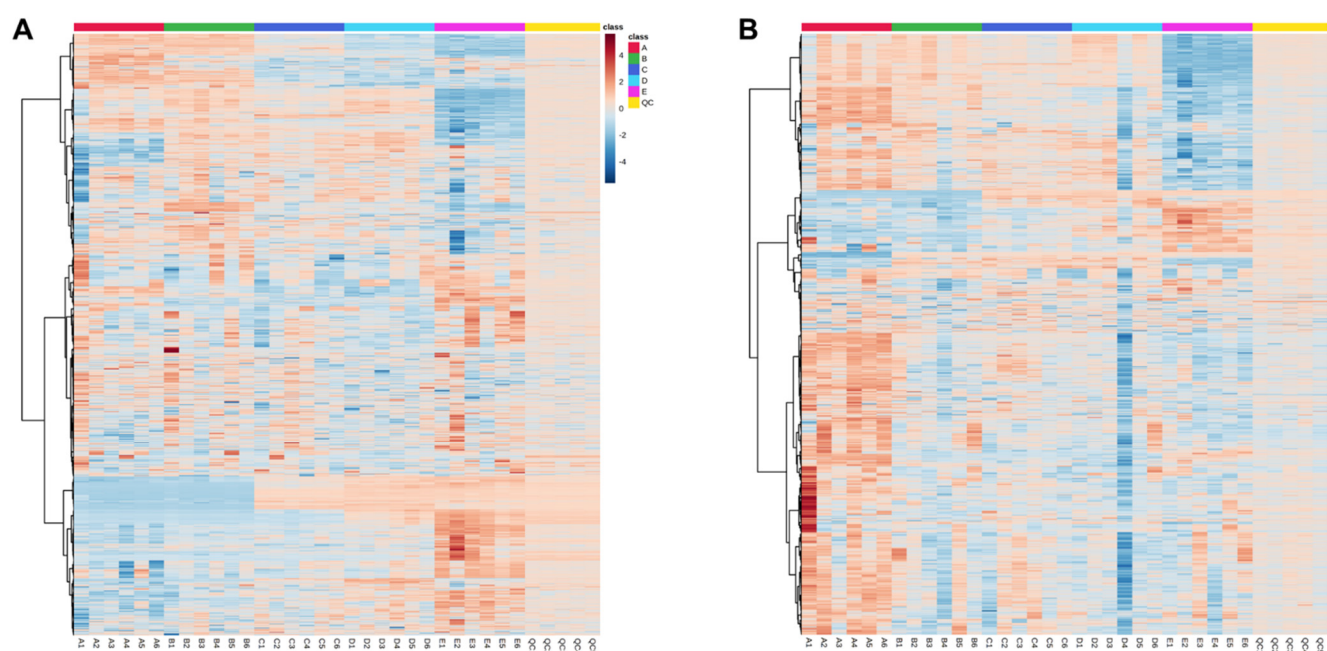 A
B
class
class
A
B
C
D
E
QC
4
2
0
-2
-4
A1 A2 A3 A4 A5 A6 B1 B2 B3 B4 B5 B6 C1 C2 C3 C4 C5 C6 D1 D2 D3 D4 D5 D6 E1 E2 E3 E4 E5 E6 QC QC QC QC QC
A1 A2 A3 A4 A5 A6 B1 B2 B3 B4 B5 B6 C1 C2 C3 C4 C5 C6 D1 D2 D3 D4 D5 D6 E1 E2 E3 E4 E5 E6 QC QC QC QC QC